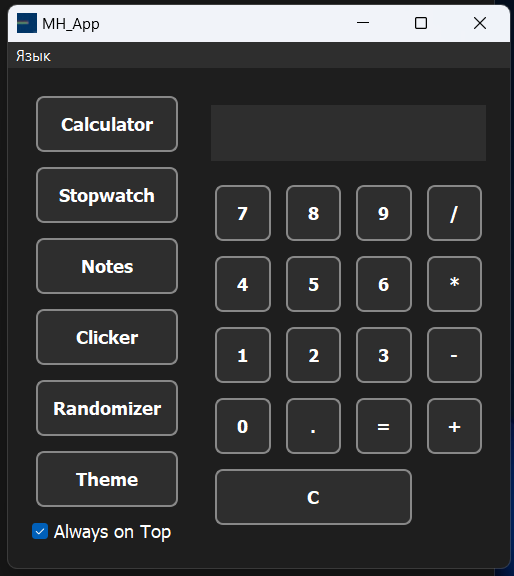 MH_App
Язык
Calculator
Stopwatch
Notes
Clicker
Randomizer
Theme
Always on Top
7 8 9 /
4 5 6 *
1 2 3 -
0 . = +
C